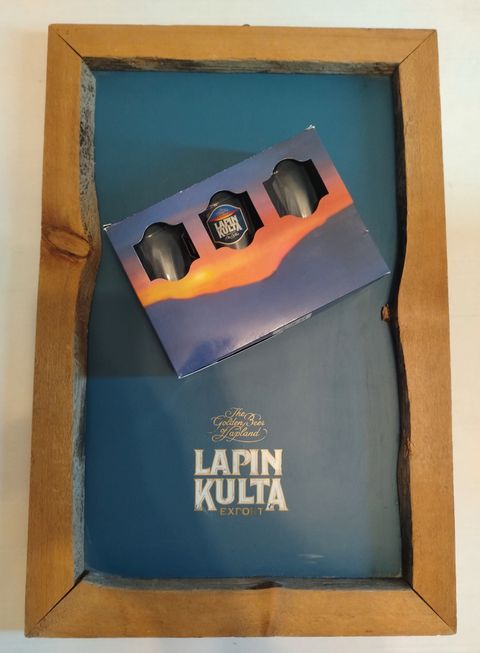 LAPIN
KULTA
The
Golden Beer
of Lapland
LAPIN
KULTA
EXPORT